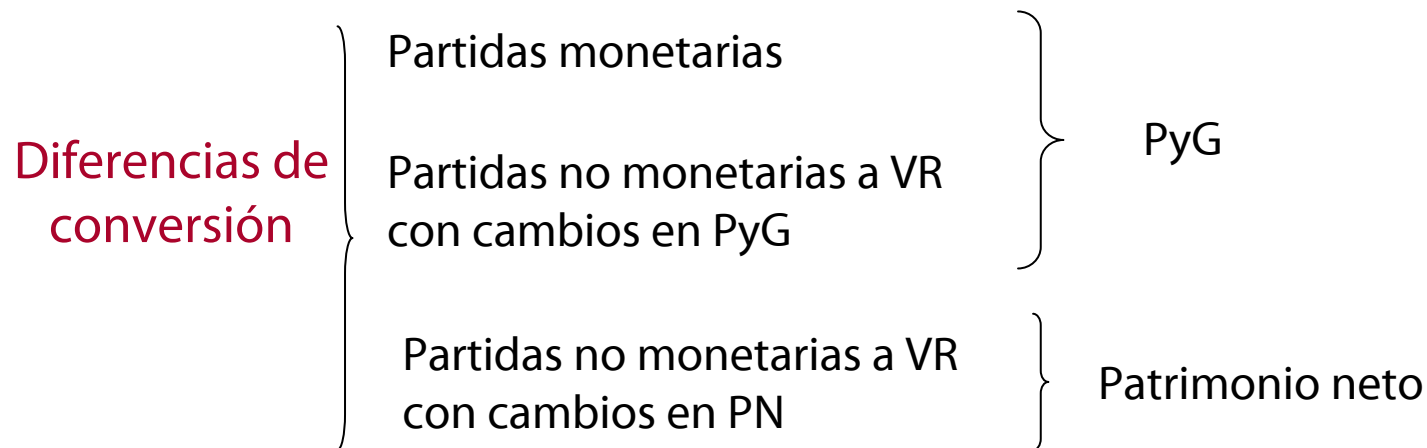 Diferencias de
conversión
Partidas monetarias
Partidas no monetarias a VR
con cambios en PyG
PyG
Partidas no monetarias a VR
con cambios en PN
Patrimonio neto